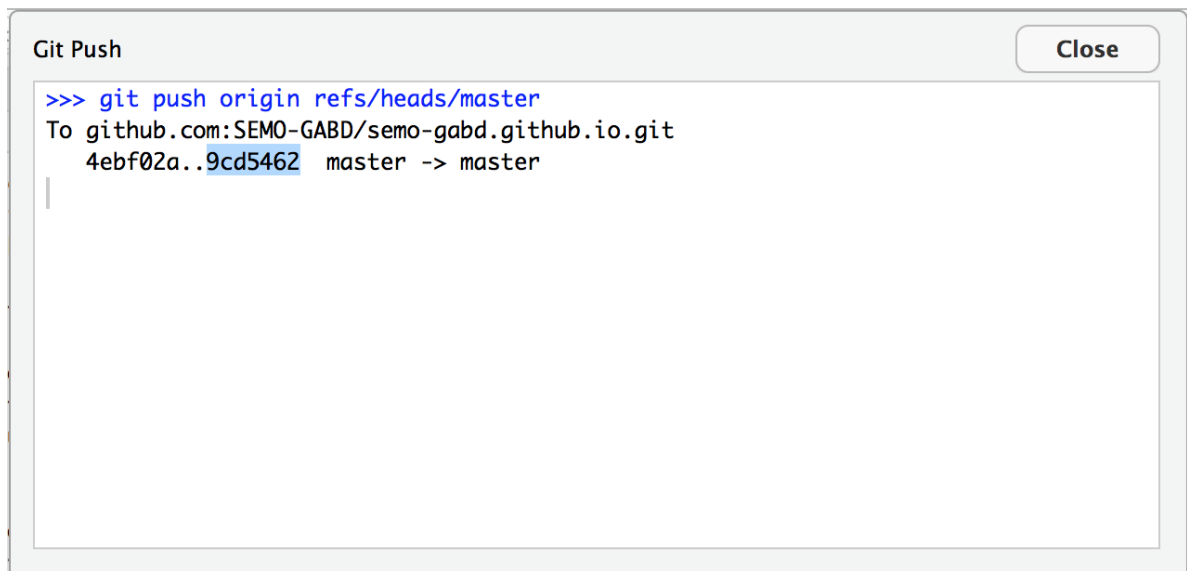 Git Push
Close
>>> git push origin refs/heads/master
To github.com:SEMO-GABD/semo-gabd.github.io.git
   4ebf02a..9cd5462  master -> master